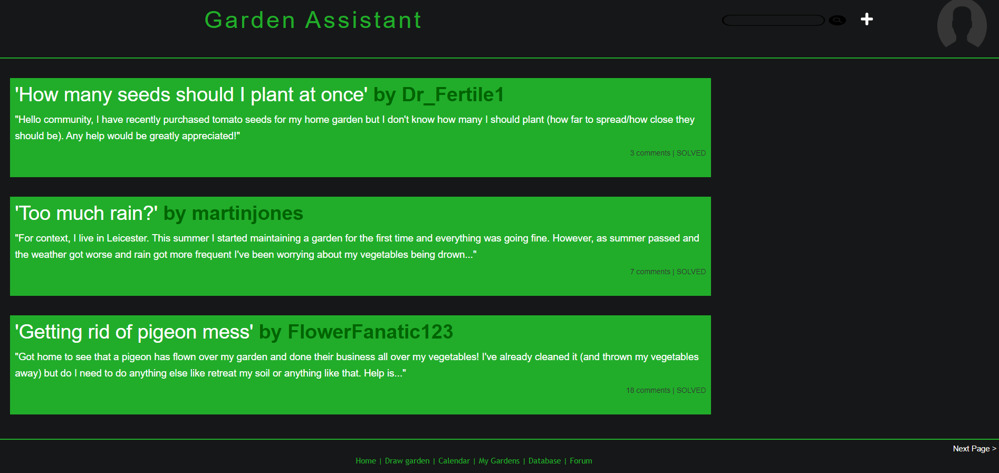 Garden Assistant
'How many seeds should I plant at once' by Dr_Fertile1
"Hello community, I have recently purchased tomato seeds for my home garden but I don't know how many I should plant (how far to spread/how close they
should be). Any help would be greatly appreciated!"
3 comments | SOLVED
'Too much rain?' by martinjones
"For context, I live in Leicester. This summer I started maintaining a garden for the first time and everything was going fine. However, as summer passed and
the weather got worse and rain got more frequent I've been worrying about my vegetables being drown..."
7 comments | SOLVED
'Getting rid of pigeon mess' by FlowerFanatic123
"Got home to see that a pigeon has flown over my garden and done their business all over my vegetables! I've already cleaned it (and thrown my vegetables
away) but do I need to do anything else like retreat my soil or anything like that. Help is..."
18 comments | SOLVED
Next Page >
Home | Draw garden | Calendar | My Gardens | Database | Forum